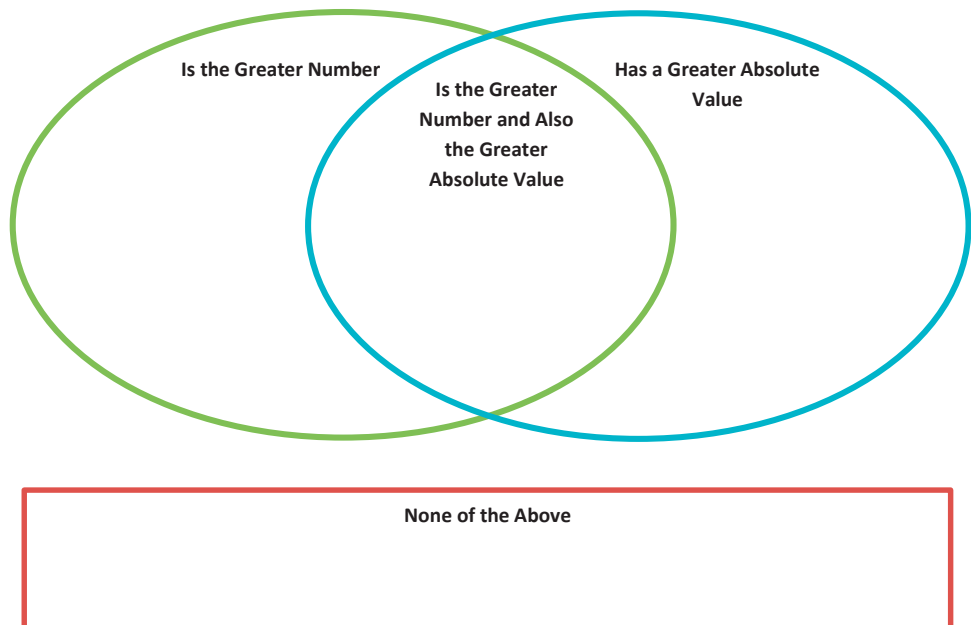 Is the Greater Number
Is the Greater
Number and Also
the Greater
Absolute Value
Has a Greater Absolute
Value
None of the Above